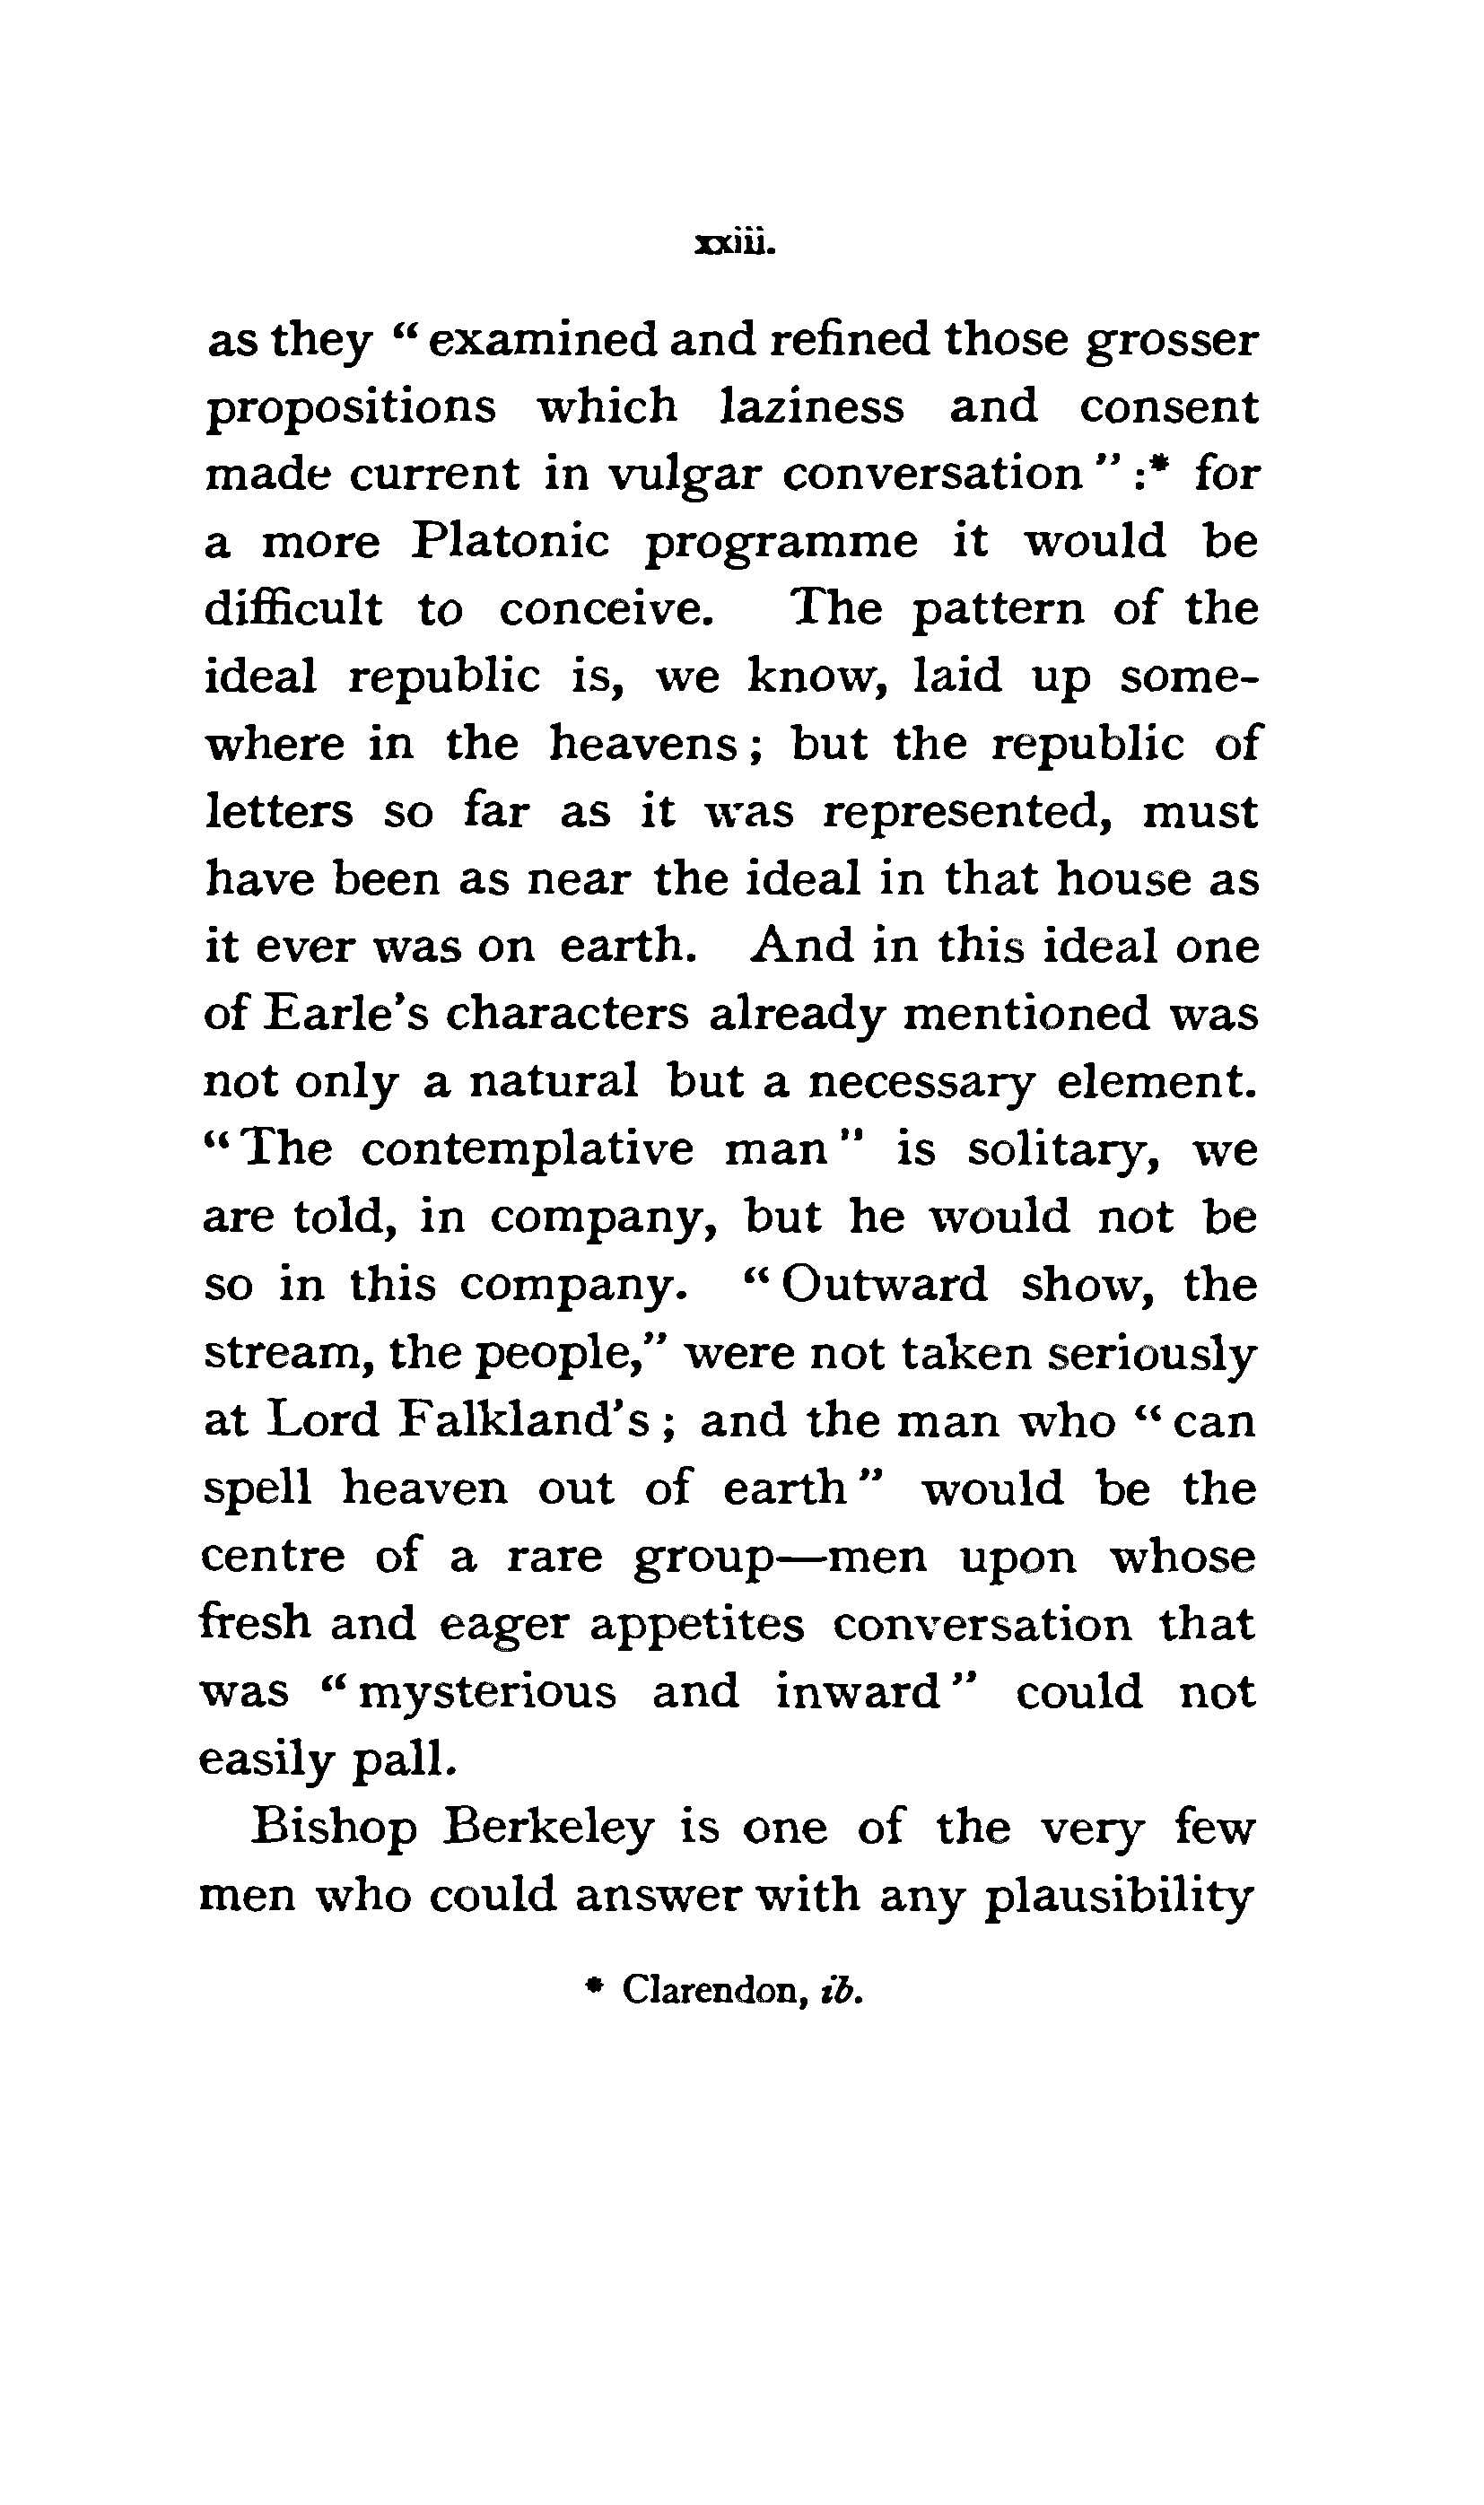 xxiii.
as they " examined and refined those grosser
propositions which laziness and consent
made current in vulgar conversation " :* for
a more Platonic programme it would be
difficult to conceive. The pattern of the
ideal republic is, we know, laid up some-
where in the heavens ; but the republic of
letters so far as it was represented, must
have been as near the ideal in that house as
it ever was on earth. And in this ideal one
of Earle's characters already mentioned was
not only a natural but a necessary element.
" The contemplative man " is solitary, we
are told, in company, but he would not be
so in this company. " Outward show, the
stream, the people," were not taken seriously
at Lord Falkland's ; and the man who " can
spell heaven out of earth " would be the
centre of a rare group—men upon whose
fresh and eager appetites conversation that
was " mysterious and inward " could not
easily pall.
Bishop Berkeley is one of the very few
men who could answer with any plausibility
* Clarendon, ib.